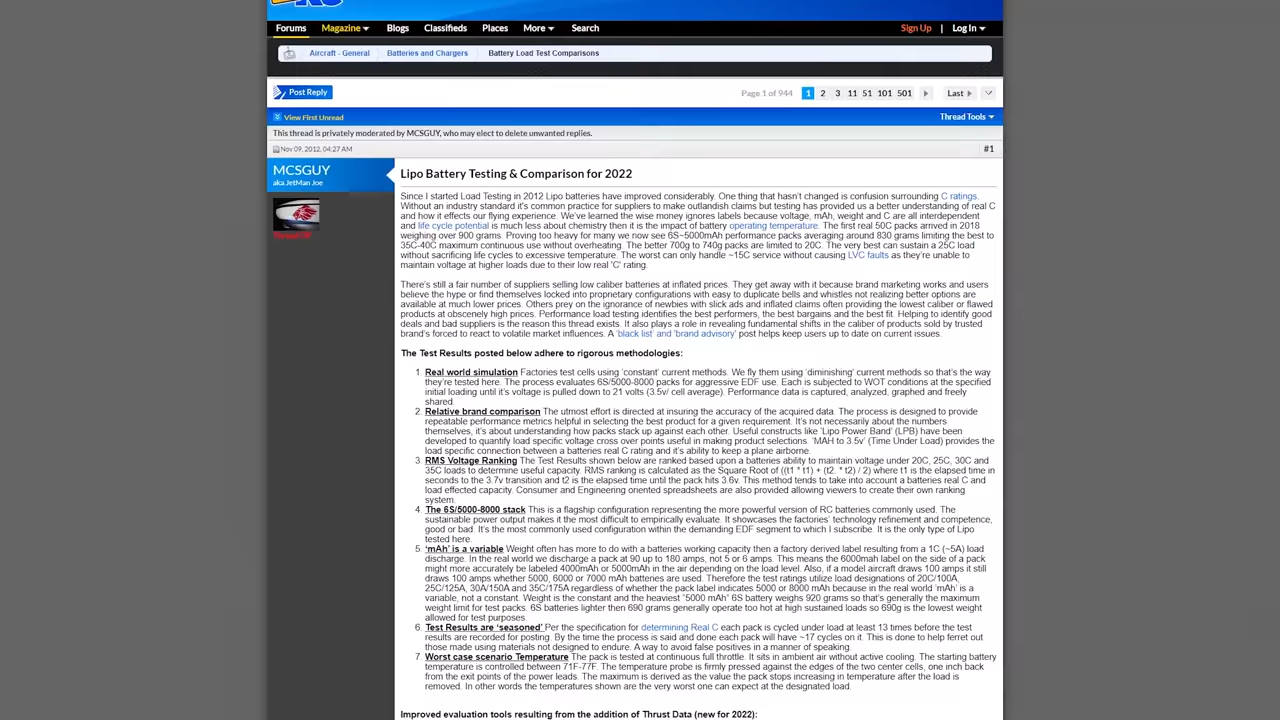 RC
Forums Magazine Blogs Classifieds Places More Search Sign Up | Log In
Aircraft - General Batteries and Chargers Battery Load Test Comparisons
Post Reply Page 1 of 944 1 2 3 11 51 101 501 Last
View First Unread Thread Tools
This thread is privately moderated by MCSGUY, who may elect to delete unwanted replies.
Nov 09, 2012, 04:27 AM #1
MCSGUY
aka.JetMan Joe
Lipo Battery Testing & Comparison for 2022
Since I started Load Testing in 2012 Lipo batteries have improved considerably. One thing that hasn't changed is confusion surrounding C ratings.
Without an industry standard it's common practice for suppliers to make outlandish claims but testing has provided us a better understanding of real C
and how it effects our flying experience. We've learned the wise money ignores labels because voltage, mAh, weight and C are all interdependent
and life cycle potential is much less about chemistry then it is the impact of battery operating temperature. The first real 50C packs arrived in 2018
weighing over 900 grams. Proving too heavy for many we now see 6S~5000mAh performance packs averaging around 830 grams limiting the best to
35C-40C maximum continuous use without overheating. The better 700g to 740g packs are limited to 20C. The very best can sustain a 25C load
without sacrificing life cycles to excessive temperature. The worst can only handle ~15C service without causing LVC faults as they're unable to
maintain voltage at higher loads due to their low real 'C' rating.
There's still a fair number of suppliers selling low caliber batteries at inflated prices. They get away with it because brand marketing works and users
believe the hype or find themselves locked into proprietary configurations with easy to duplicate bells and whistles not realizing better options are
available at much lower prices. Others prey on the ignorance of newbies with slick ads and inflated claims often providing the lowest caliber or flawed
products at obscenely high prices. Performance load testing identifies the best performers, the best bargains and the best fit. Helping to identify good
deals and bad suppliers is the reason this thread exists. It also plays a role in revealing fundamental shifts in the caliber of products sold by trusted
brand's forced to react to volatile market influences. A 'black list' and 'brand advisory' post helps keep users up to date on current issues.
The Test Results posted below adhere to rigorous methodologies:
1. Real world simulation Factories test cells using 'constant' current methods. We fly them using 'diminishing' current methods so that's the way
they're tested here. The process evaluates 6S/5000-8000 packs for aggressive EDF use. Each is subjected to WOT conditions at the specified
initial loading until it's voltage is pulled down to 21 volts (3.5v/ cell average). Performance data is captured, analyzed, graphed and freely
shared.
2. Relative brand comparison The utmost effort is directed at insuring the accuracy of the acquired data. The process is designed to provide
repeatable performance metrics helpful in selecting the best product for a given requirement. It's not necessarily about the numbers
themselves, it's about understanding how packs stack up against each other. Useful constructs like 'Lipo Power Band' (LPB) have been
developed to quantify load specific voltage cross over points useful in making product selections. 'MAH to 3.5v' (Time Under Load) provides the
load specific connection between a batteries real C rating and it's ability to keep a plane airborne.
3. RMS Voltage Ranking The Test Results shown below are ranked based upon a batteries ability to maintain voltage under 20C, 25C, 30C and
35C loads to determine useful capacity. RMS ranking is calculated as the Square Root of ((t1 * t1) + (t2. * t2) / 2) where t1 is the elapsed time in
seconds to the 3.7v transition and t2 is the elapsed time until the pack hits 3.6v. This method tends to take into account a batteries real C and
load effected capacity. Consumer and Engineering oriented spreadsheets are also provided allowing viewers to create their own ranking
system.
4. The 6S/5000-8000 stack This is a flagship configuration representing the more powerful version of RC batteries commonly used. The
sustainable power output makes it the most difficult to empirically evaluate. It showcases the factories' technology refinement and competence,
good or bad. It's the most commonly used configuration within the demanding EDF segment to which I subscribe. It is the only type of Lipo
tested here.
5. 'mAh' is a variable Weight often has more to do with a batteries working capacity then a factory derived label resulting from a 1C (~5A) load
discharge. In the real world we discharge a pack at 90 up to 180 amps, not 5 or 6 amps. This means the 6000mah label on the side of a pack
might more accurately be labeled 4000mAh or 5000mAh in the air depending on the load level. Also, if a model aircraft draws 100 amps it still
draws 100 amps whether 5000, 6000 or 7000 mAh batteries are used. Therefore the test ratings utilize load designations of 20C/100A,
25C/125A, 30A/150A and 35C/175A regardless of whether the pack label indicates 5000 or 8000 mAh because in the real world 'mAh' is a
variable, not a constant. Weight is the constant and the heaviest "5000 mAh" 6S battery weighs 920 grams so that's generally the maximum
weight limit for test packs. 6S batteries lighter then 690 grams generally operate too hot at high sustained loads so 690g is the lowest weight
allowed for test purposes.
6. Test Results are 'seasoned' Per the specification for determining Real C each pack is cycled under load at least 13 times before the test
results are recorded for posting. By the time the process is said and done each pack will have ~17 cycles on it. This is done to help ferret out
those made using materials not designed to endure. A way to avoid false positives in a manner of speaking.
7. Worst case scenario Temperature The pack is tested at continuous full throttle. It sits in ambient air without active cooling. The starting battery
temperature is controlled between 71F-77F. The temperature probe is firmly pressed against the edges of the two center cells, one inch back
from the exit points of the power leads. The maximum is derived as the value the pack stops increasing in temperature after the load is
removed. In other words the temperatures shown are the very worst one can expect at the designated load.
Improved evaluation tools resulting from the addition of Thrust Data (new for 2022):